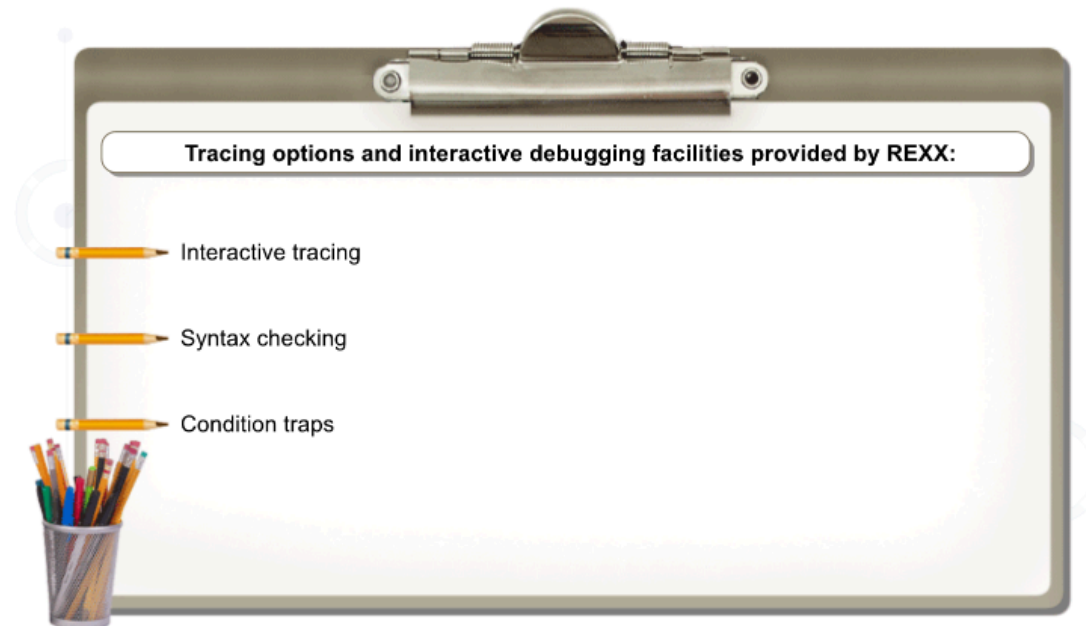 Tracing options and interactive debugging facilities provided by REXX:
Interactive tracing
Syntax checking
Condition traps